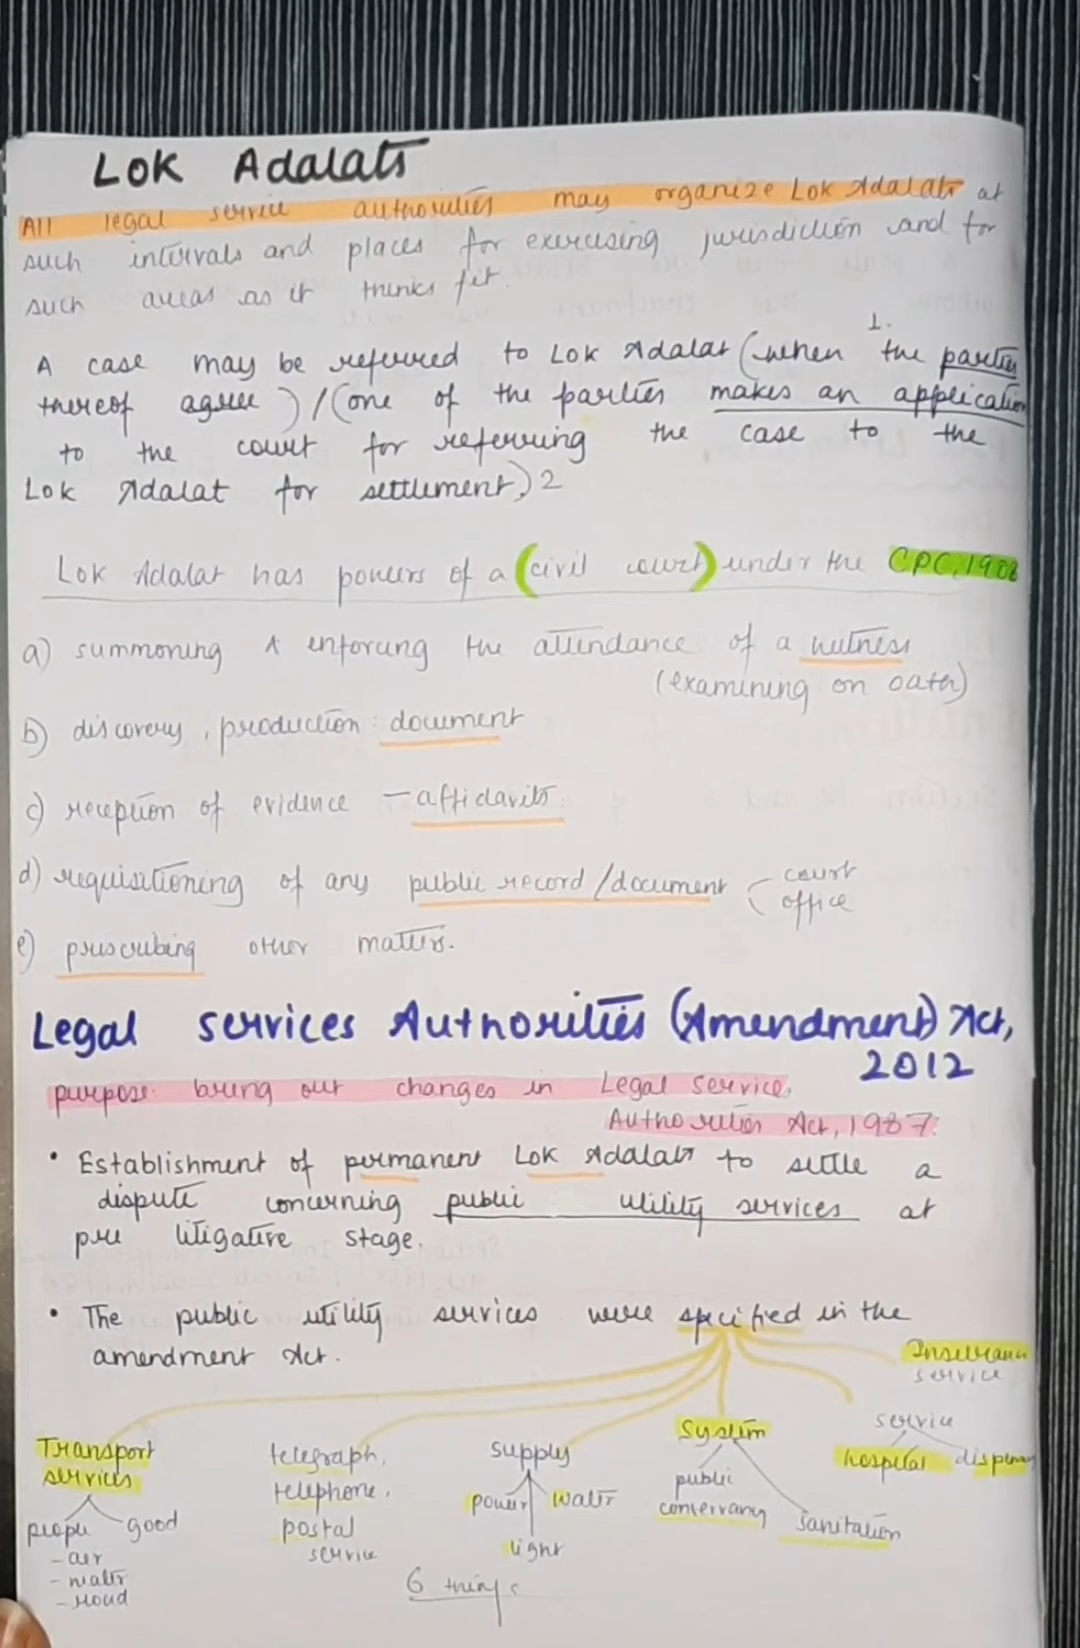 LOK Adalats
All legal service authorities may organize Lok Adalats at
such intervals and places for exercising jurisdiction and for
such areas as it thinks fit.
1.
A case may be referred to Lok Adalat (when the parties
thereof agree) / (one of the parties makes an application
to the court for referring the case to the
Lok Adalat for settlement.) 2
Lok Adalat has powers of a (civil court) under the CPC, 1908
a) summoning & enforcing the attendance of a witness
(examining on oath)
b) discovery, production : document
c) reception of evidence – affidavits.
d) requisitioning of any public record / document court
office
e) prescribing other matters.
Legal services Authorities (Amendment) Act,
2012
purpose: bring out changes in Legal service,
Authorities Act, 1987.
• Establishment of permanent Lok Adalats to settle a
dispute concerning public utility services at
pre litigative stage.
• The public utility services were specified in the
amendment Act.
Insurance
service
Transport
services
people good
- air
- water
- road
telegraph,
telephone,
postal
service
supply
power water
light
System
public
conservancy
sanitation
service
hospital dispensary
6 things